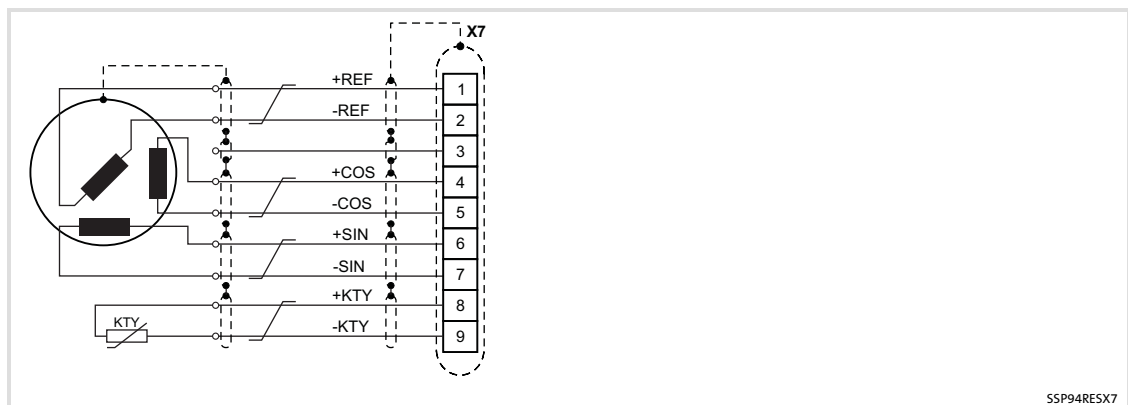 X7
+REF
1
-REF
2
3
+COS
4
-COS
5
+SIN
6
-SIN
7
+KTY
8
KTY
-KTY
9
SSP94RESX7